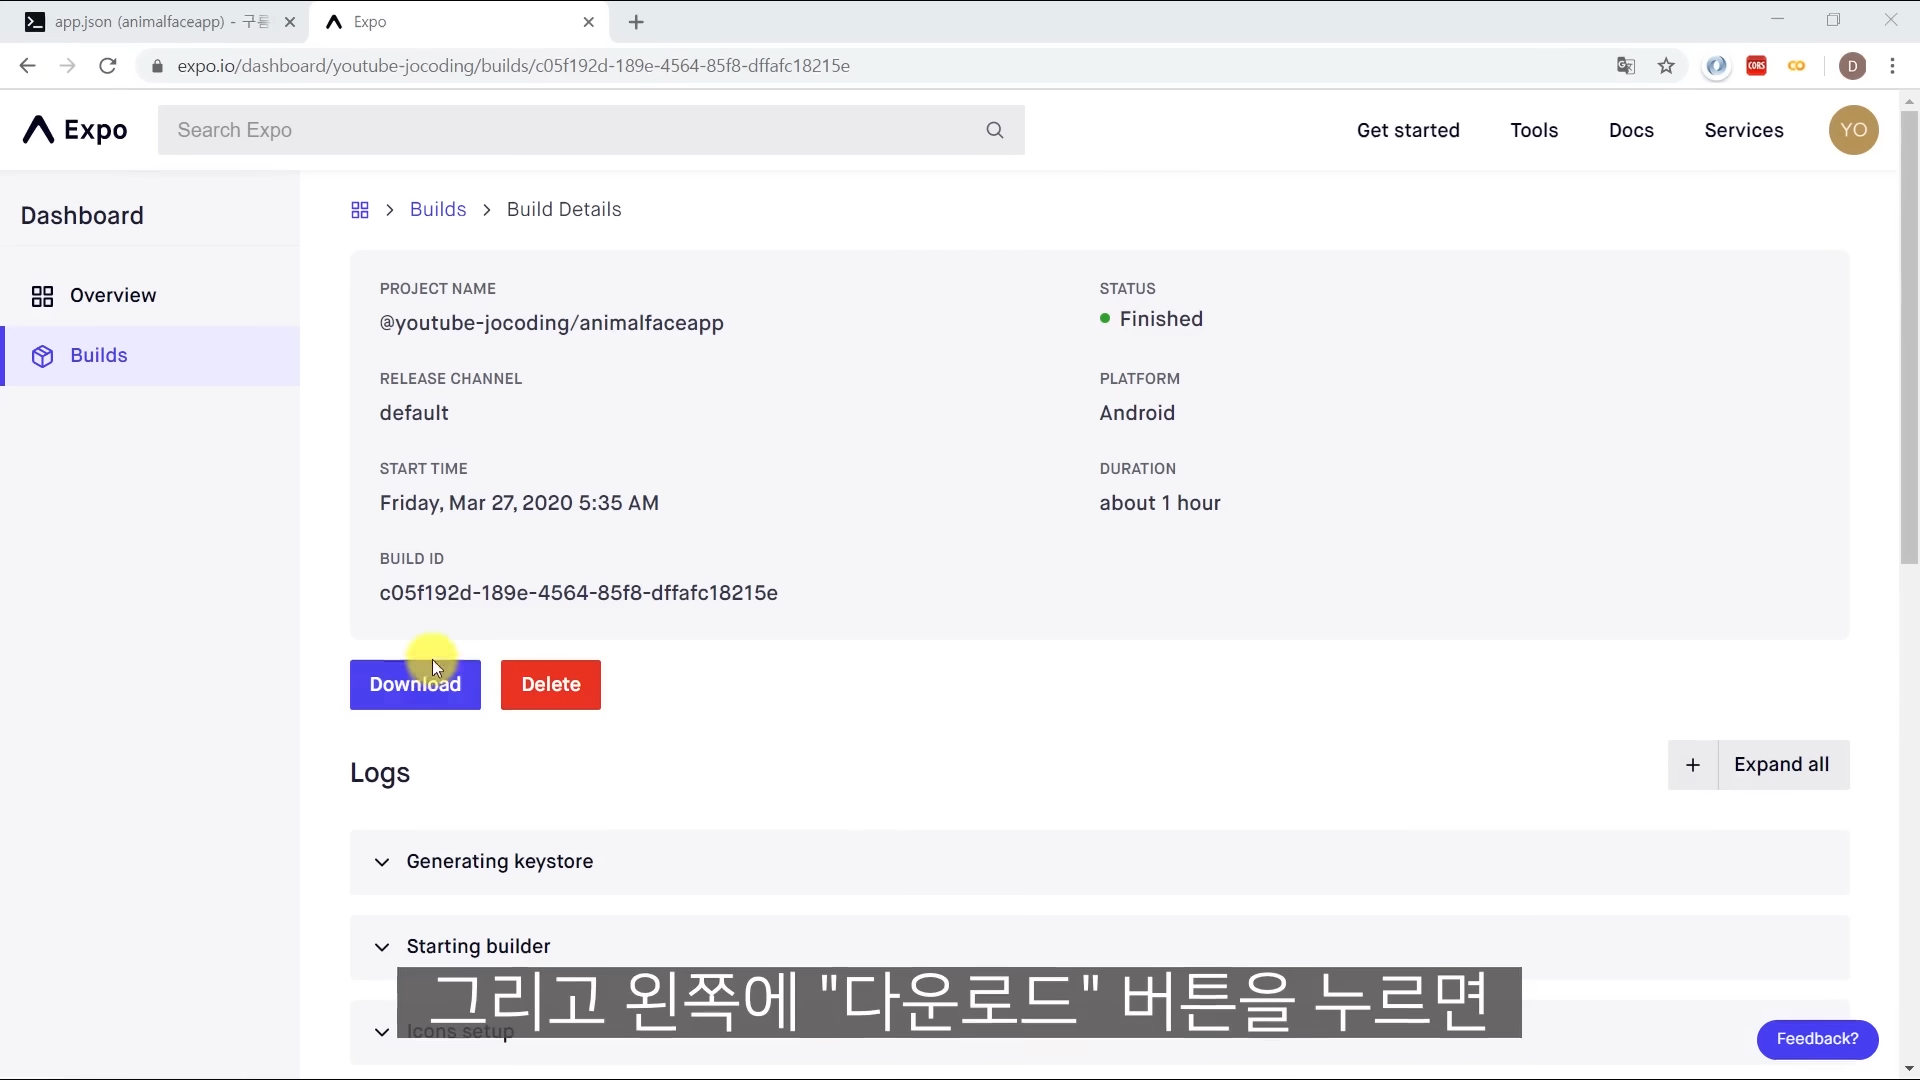 app.json (animalfaceapp) - 구름
Expo
expo.io/dashboard/youtube-jocoding/builds/c05f192d-189e-4564-85f8-dffafc18215e
CORS
CO
D
Expo
Search Expo
Get started
Tools
Docs
Services
YO
Dashboard
Overview
Builds
Builds > Build Details
PROJECT NAME
@youtube-jocoding/animalfaceapp
STATUS
Finished
RELEASE CHANNEL
default
PLATFORM
Android
START TIME
Friday, Mar 27, 2020 5:35 AM
DURATION
about 1 hour
BUILD ID
c05f192d-189e-4564-85f8-dffafc18215e
Download
Delete
Logs
+ Expand all
Generating keystore
Starting builder
Icons setup
그리고 왼쪽에 "다운로드" 버튼을 누르면
Feedback?